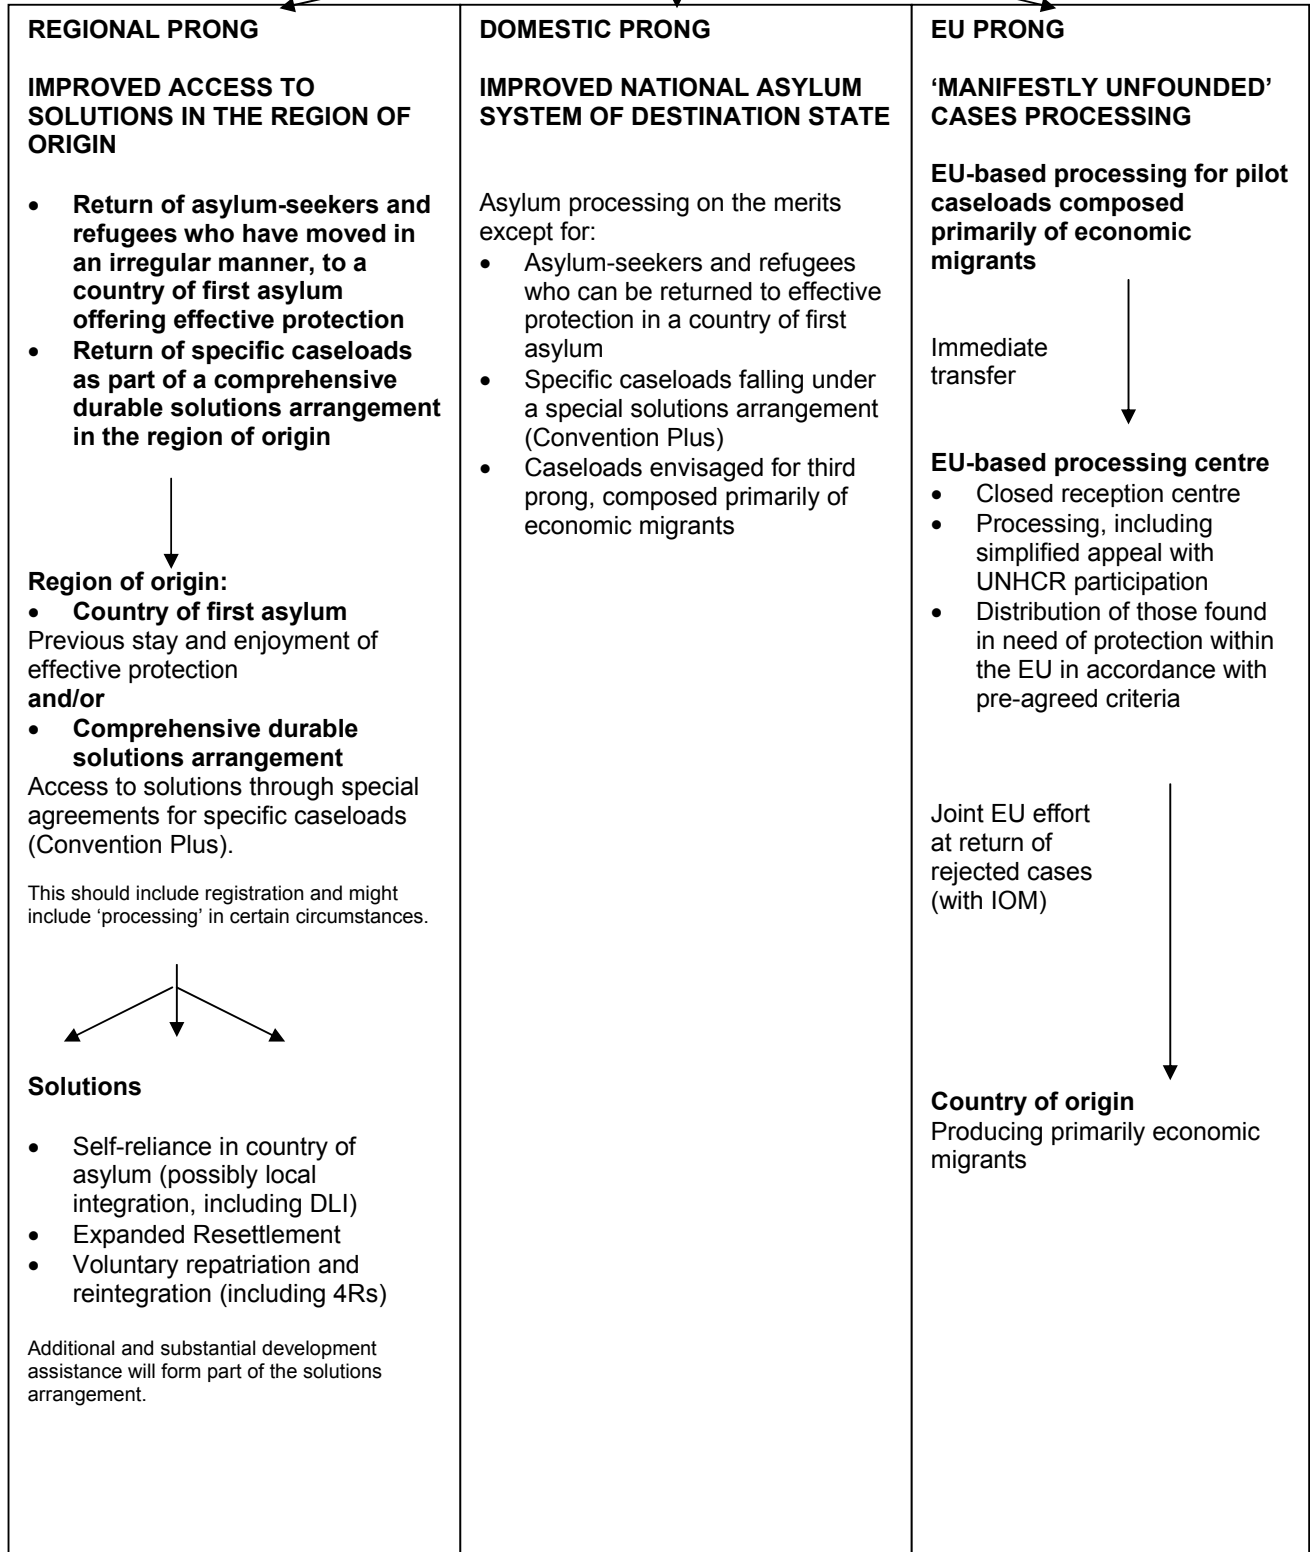 REGIONAL PRONG
IMPROVED ACCESS TO
SOLUTIONS IN THE REGION OF
ORIGIN
• Return of asylum-seekers and
refugees who have moved in
an irregular manner, to a
country of first asylum
offering effective protection
• Return of specific caseloads
as part of a comprehensive
durable solutions arrangement
in the region of origin
Region of origin:
• Country of first asylum
Previous stay and enjoyment of
effective protection
and/or
• Comprehensive durable
solutions arrangement
Access to solutions through special
agreements for specific caseloads
(Convention Plus).
This should include registration and might
include ‘processing’ in certain circumstances.
Solutions
• Self-reliance in country of
asylum (possibly local
integration, including DLI)
• Expanded Resettlement
• Voluntary repatriation and
reintegration (including 4Rs)
Additional and substantial development
assistance will form part of the solutions
arrangement.
DOMESTIC PRONG
IMPROVED NATIONAL ASYLUM
SYSTEM OF DESTINATION STATE
Asylum processing on the merits
except for:
• Asylum-seekers and refugees
who can be returned to effective
protection in a country of first
asylum
• Specific caseloads falling under
a special solutions arrangement
(Convention Plus)
• Caseloads envisaged for third
prong, composed primarily of
economic migrants
EU PRONG
‘MANIFESTLY UNFOUNDED’
CASES PROCESSING
EU-based processing for pilot
caseloads composed
primarily of economic
migrants
Immediate
transfer
EU-based processing centre
• Closed reception centre
• Processing, including
simplified appeal with
UNHCR participation
• Distribution of those found
in need of protection within
the EU in accordance with
pre-agreed criteria
Joint EU effort
at return of
rejected cases
(with IOM)
Country of origin
Producing primarily economic
migrants